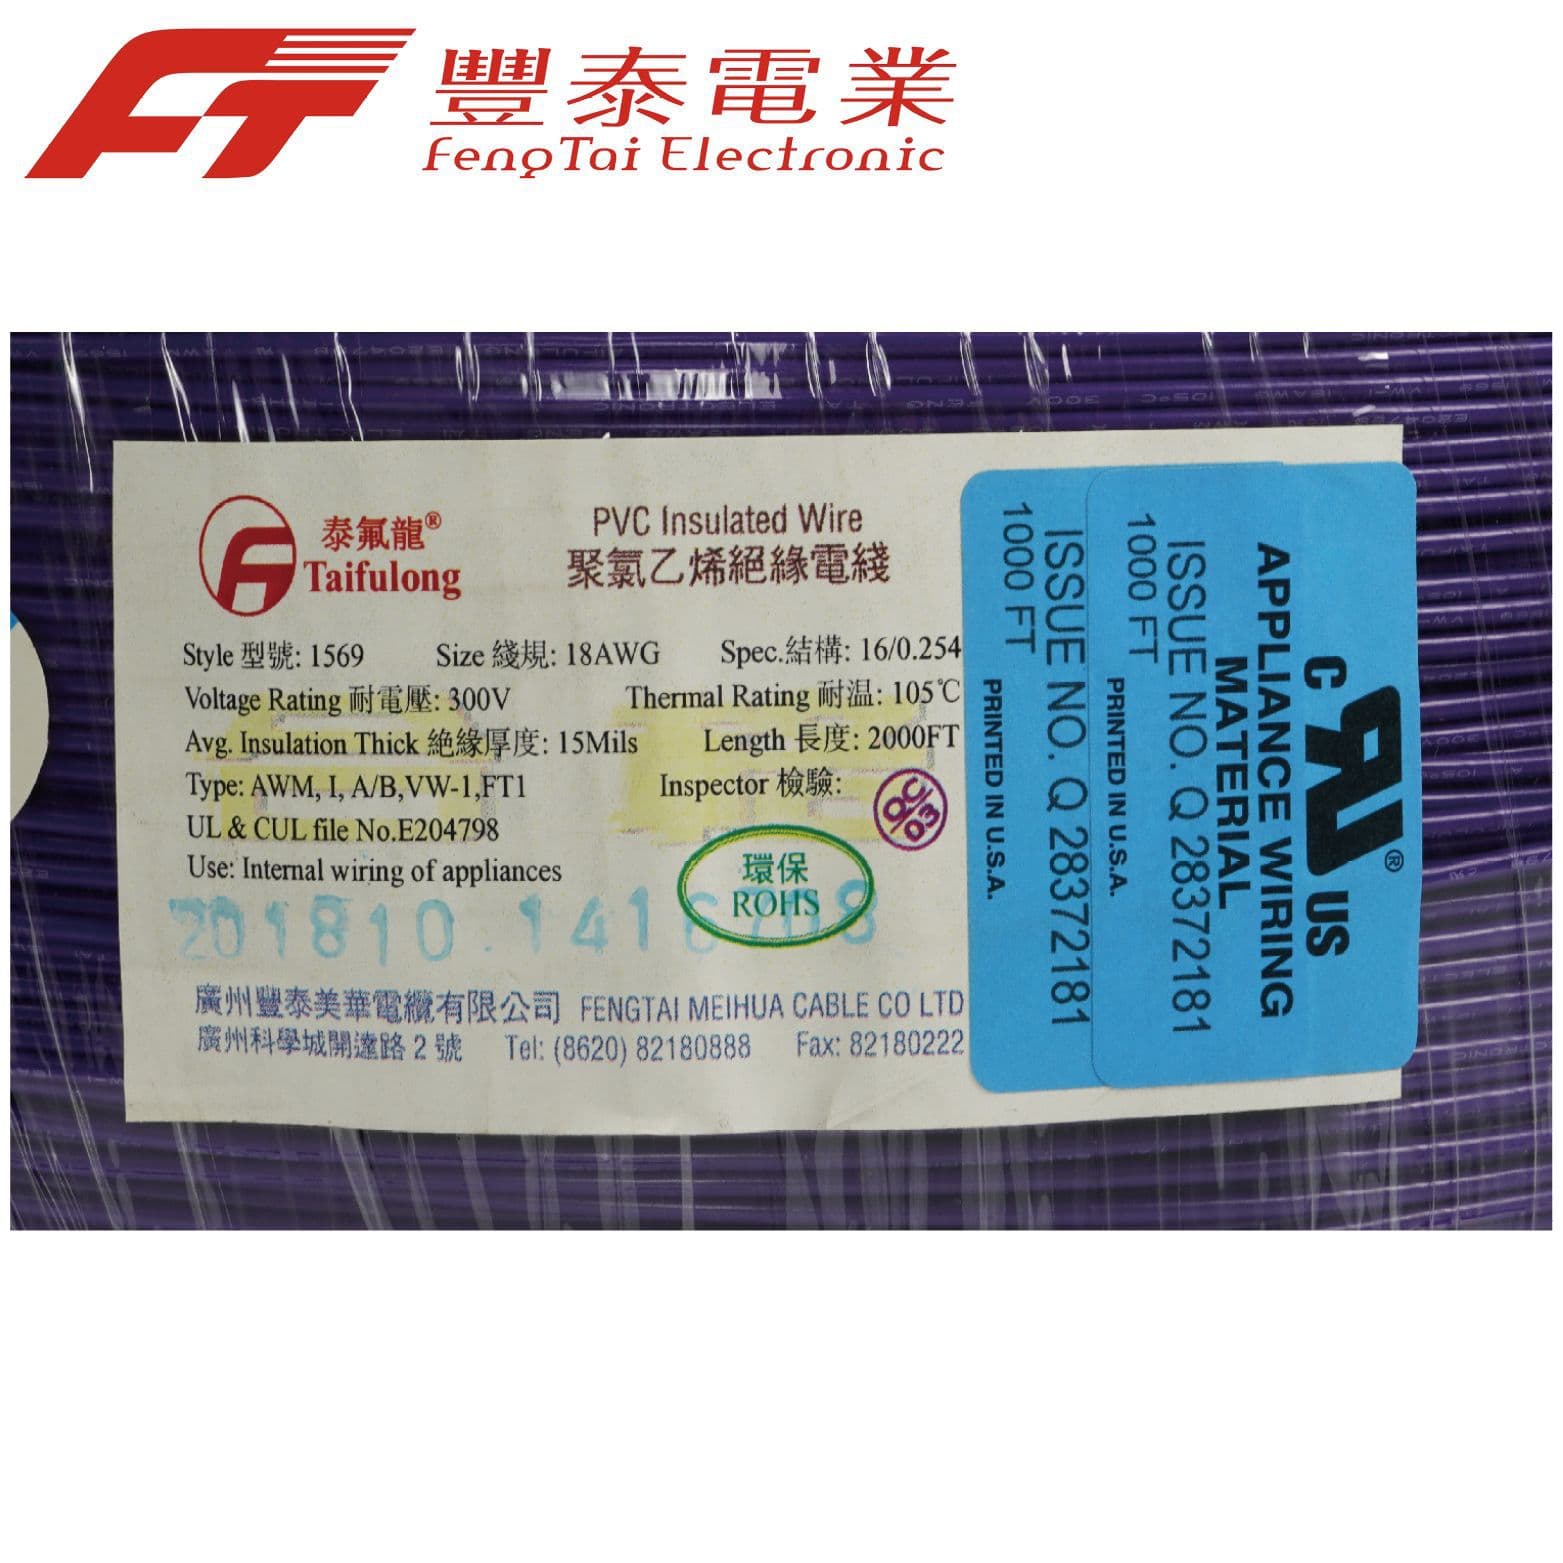 豐泰電業
FengTai Electronic
泰氟龍®
Taifulong
PVC Insulated Wire
聚氯乙烯絕緣電綫
Style 型號: 1569 Size 綫規: 18AWG Spec.結構: 16/0.254
Voltage Rating 耐電壓: 300V Thermal Rating 耐温: 105℃
Avg. Insulation Thick 絶緣厚度: 15Mils Length 長度: 2000FT
Type: AWM, I, A/B,VW-1,FT1 Inspector 檢驗:
UL & CUL file No.E204798
Use: Internal wiring of appliances
環保
ROHS
廣州豐泰美華電纜有限公司 FENGTAI MEIHUA CABLE CO LTD
廣州科學城開達路 2 號 Tel: (8620) 82180888 Fax: 82180222
1000 FT
ISSUE NO. Q 28372181
PRINTED IN U.S.A.
C US ®
APPLIANCE WIRING
MATERIAL
ISSUE NO. Q 28372181
1000 FT
PRINTED IN U.S.A.